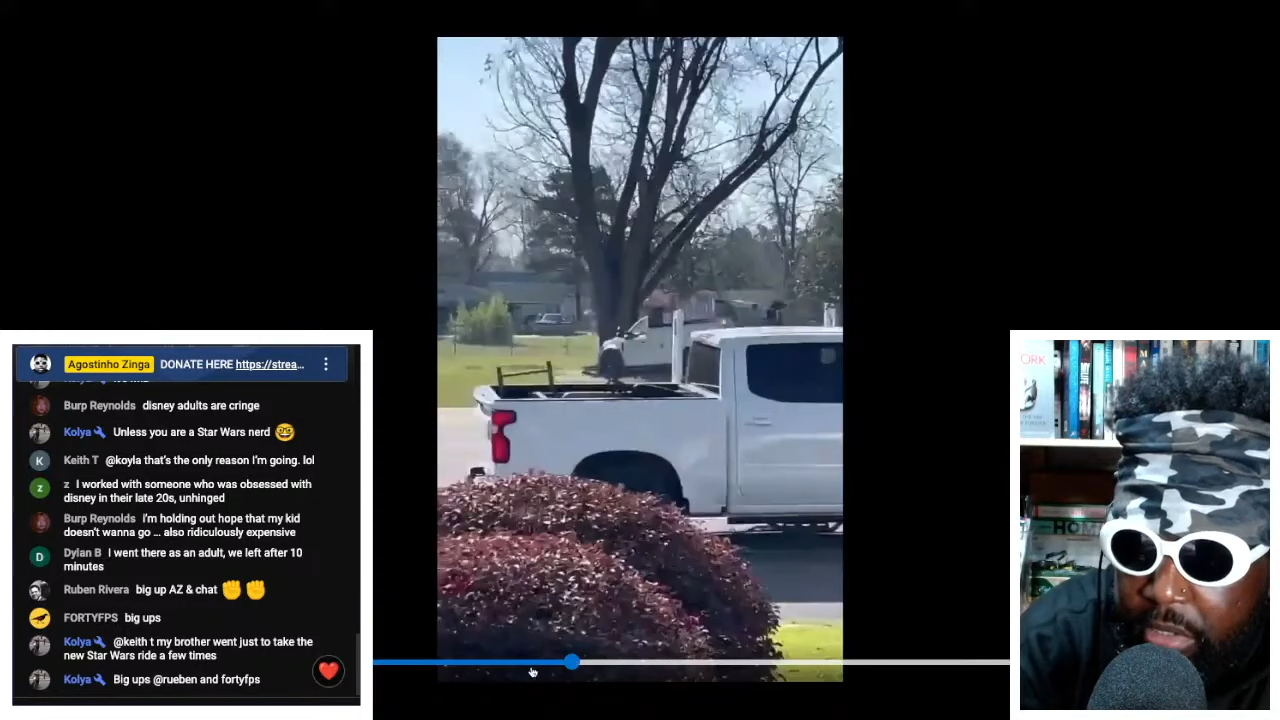 Agostinho Zinga DONATE HERE https://strea...
Burp Reynolds disney adults are cringe
Kolya Unless you are a Star Wars nerd 🤓
K Keith T @koyla that's the only reason I'm going. lol
z z I worked with someone who was obsessed with
disney in their late 20s, unhinged
Burp Reynolds I'm holding out hope that my kid
doesn't wanna go ... also ridiculously expensive
D Dylan B I went there as an adult, we left after 10
minutes
Ruben Rivera big up AZ & chat ✊ ✊
FORTYFPS big ups
Kolya @keith t my brother went just to take the
new Star Wars ride a few times
Kolya Big ups @rueben and fortyfps
ORK
HOM